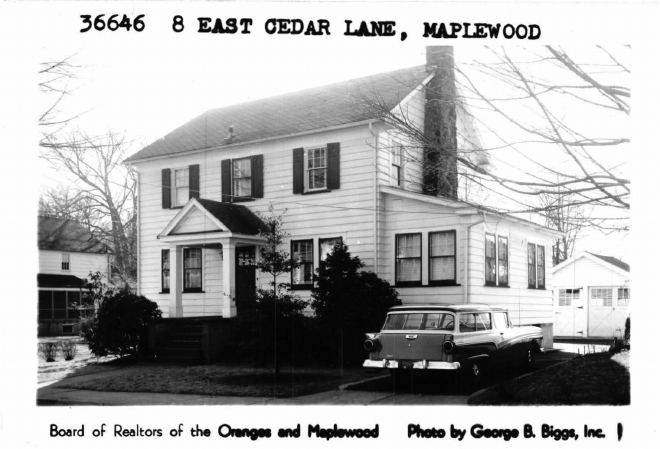 36646 8 EAST CEDAR LANE, MAPLEWOOD
Board of Realtors of the Oranges and Maplewood Photo by George B. Biggs, Inc.